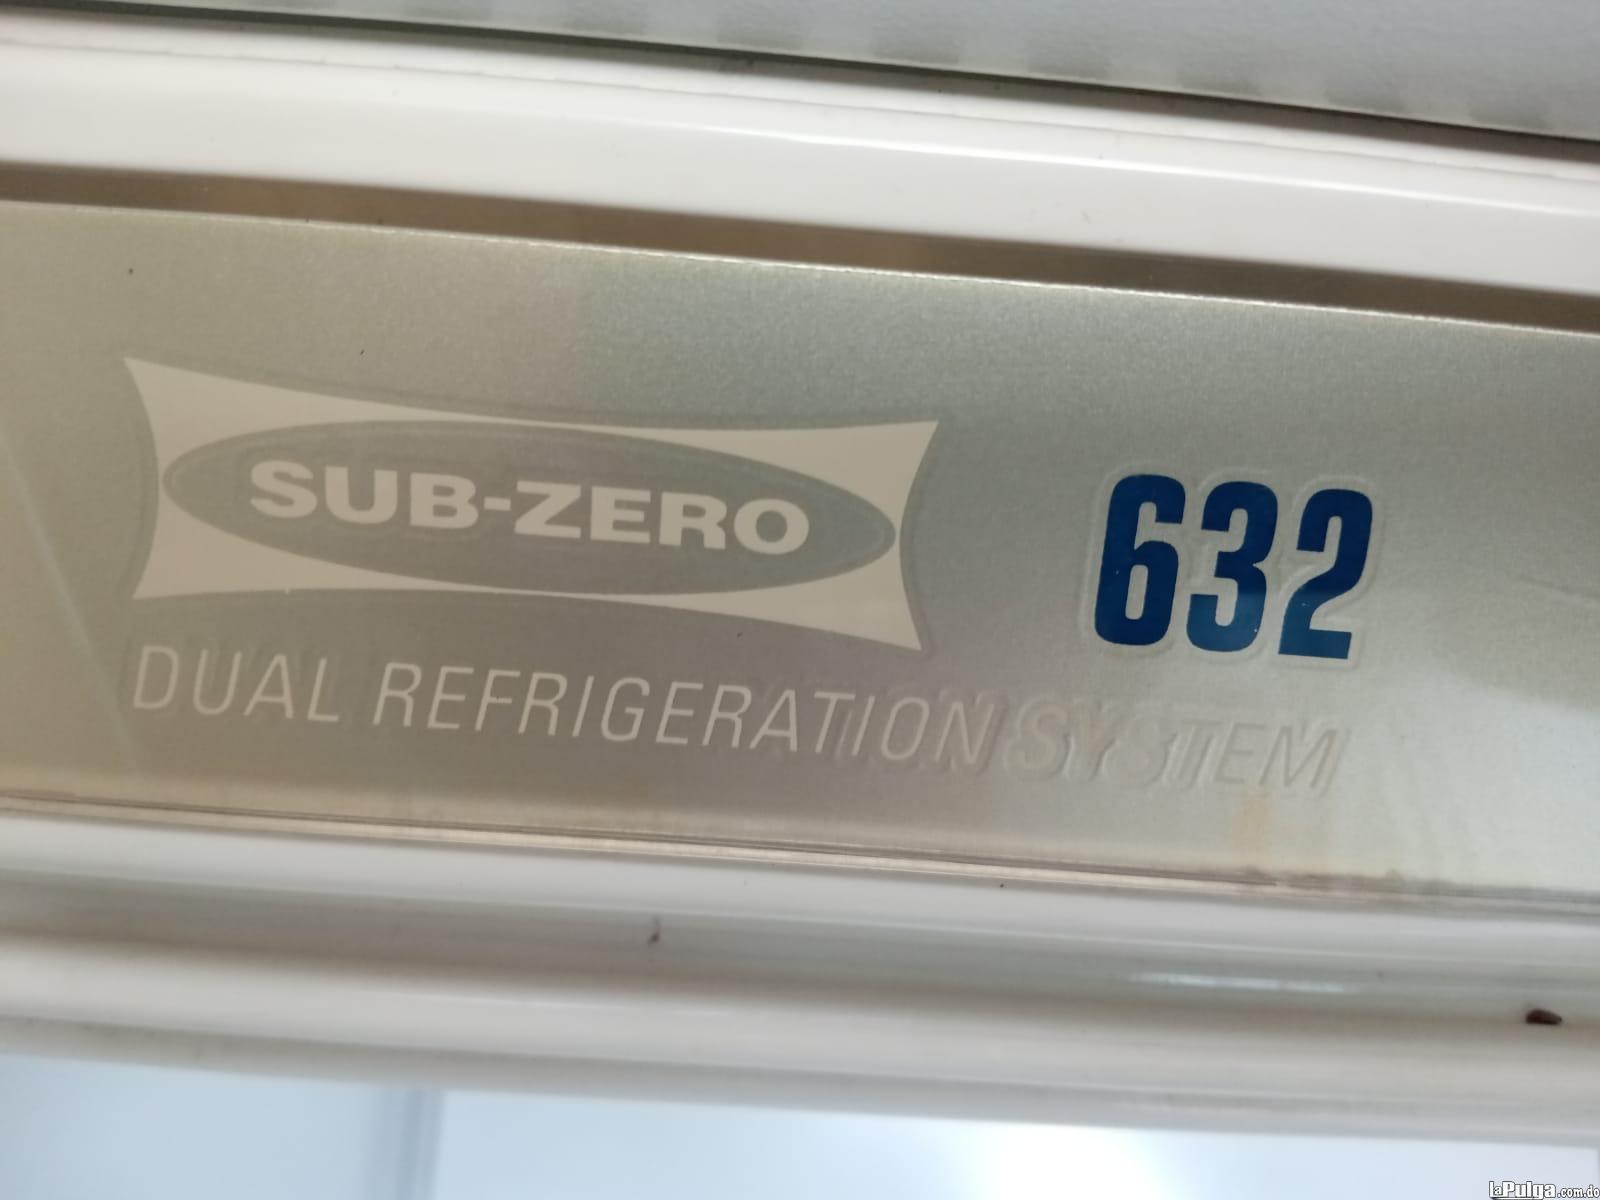 SUB-ZERO
632
DUAL REFRIGERATION SYSTEM
laPulga.com.do